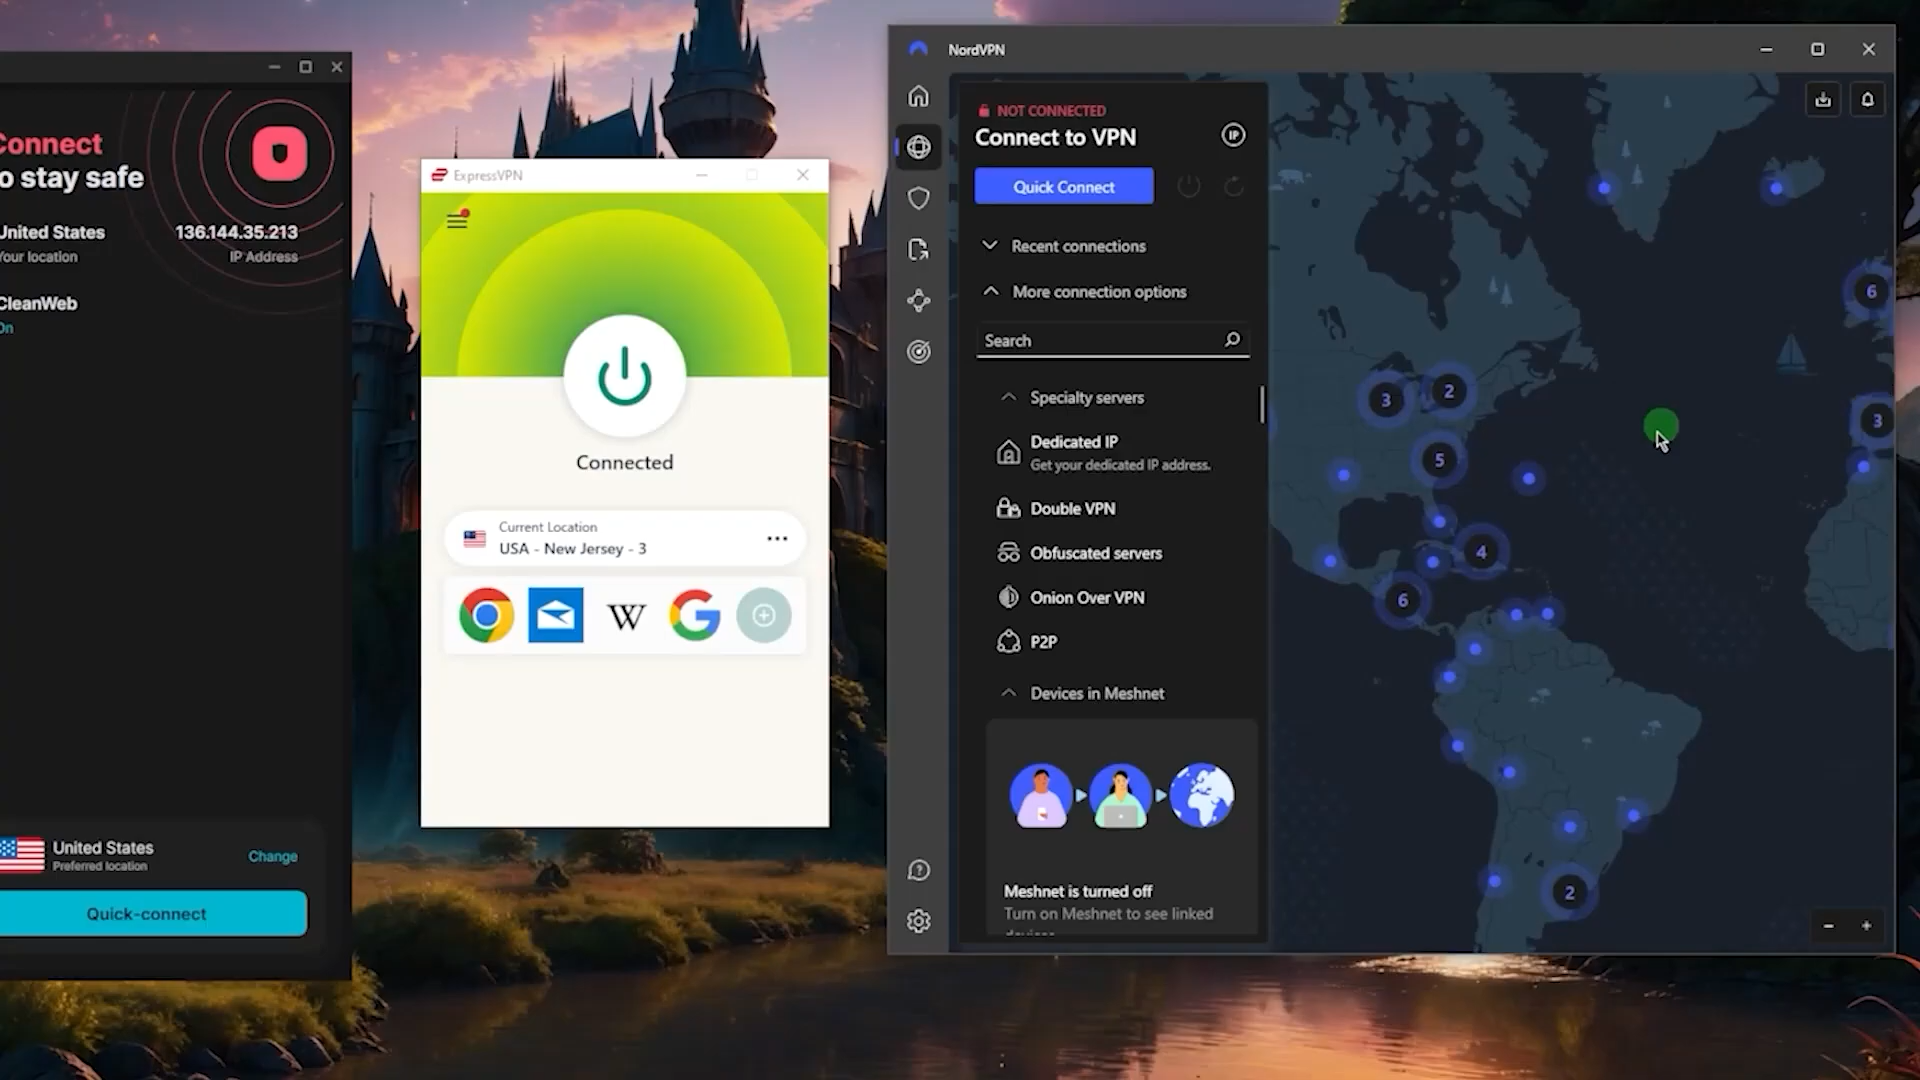 Connect
o stay safe
United States
Your location
136.144.35.213
IP Address
CleanWeb
On
United States
Preferred location
Change
Quick-connect
ExpressVPN
Connected
Current Location
USA - New Jersey - 3
W
G
NordVPN
NOT CONNECTED
Connect to VPN
IP
Quick Connect
Recent connections
More connection options
Search
Specialty servers
Dedicated IP
Get your dedicated IP address.
Double VPN
Obfuscated servers
Onion Over VPN
P2P
Devices in Meshnet
Meshnet is turned off
Turn on Meshnet to see linked
devices
6
3
2
3
5
4
6
2